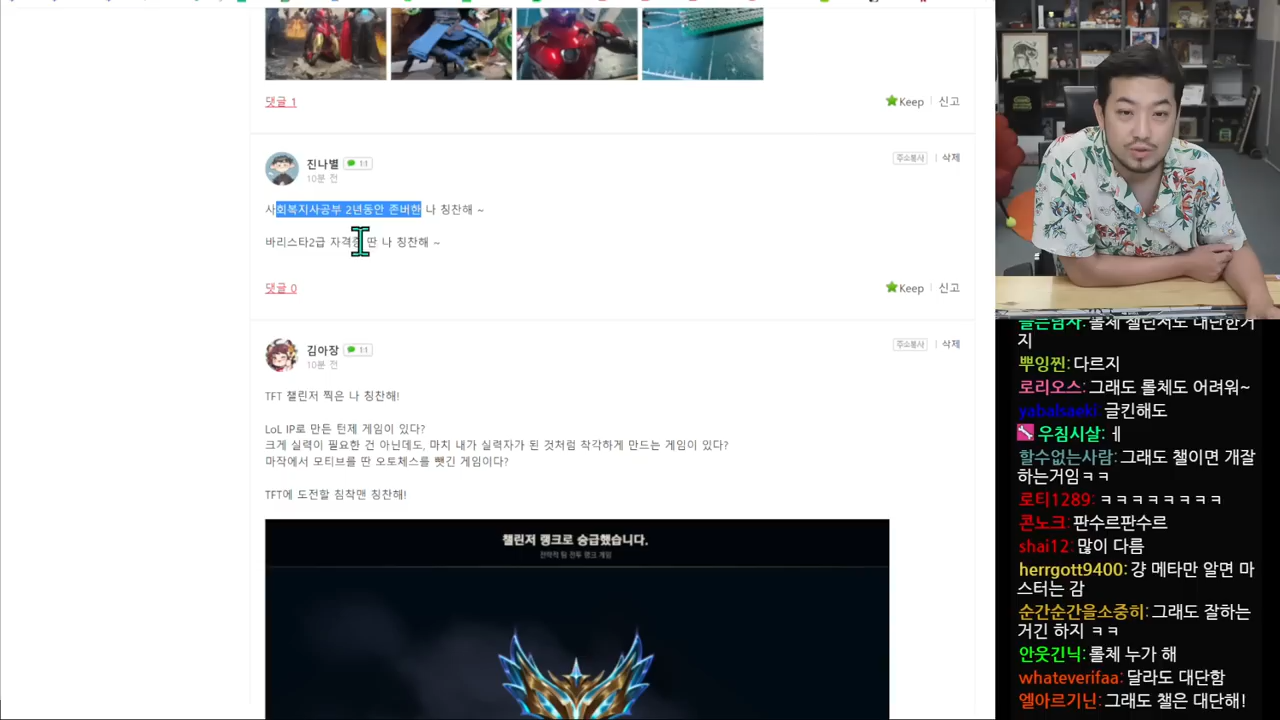 댓글 1
Keep
신고
진나별
1:1
10분 전
주소복사
삭제
사회복지사공부 2년동안 존버한 나 칭찬해 ~
바리스타2급 자격증 딴 나 칭찬해 ~
댓글 0
Keep
신고
김아장
1:1
10분 전
주소복사
삭제
TFT 챌린저 찍은 나 칭찬해!
LoL IP로 만든 턴제 게임이 있다?
크게 실력이 필요한 건 아닌데도, 마치 내가 실력자가 된 것처럼 착각하게 만드는 게임이 있다?
마작에서 모티브를 딴 오토체스를 뺏긴 게임이다?
TFT에 도전할 침착맨 칭찬해!
챌린저 랭크로 승급했습니다.
전략적 팀 전투 랭크 게임
롤체 챌린저도 대단한거
지
뿌잉찐: 다르지
로리오스: 그래도 롤체도 어려워~
yabalsaeki: 글킨해도
우침시살: ㅔ
할수없는사람: 그래도 챌이면 개잘
하는거임ㅋㅋ
로티1289: ㅋㅋㅋㅋㅋㅋㅋㅋ
콘노크: 판수르판수르
shai12: 많이 다름
herrgott9400: 걍 메타만 알면 마
스터는 감
순간순간을소중히: 그래도 잘하는
거긴 하지 ㅋㅋ
안웃긴닉: 롤체 누가 해
whateverifaa: 달라도 대단함
엘아르기닌: 그래도 챌은 대단해!